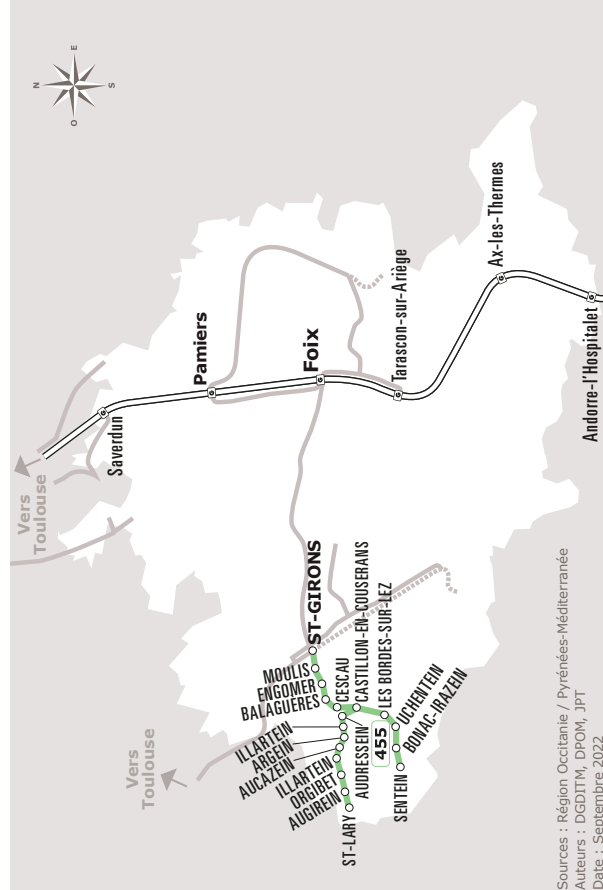 N
E
S
O
Vers
Toulouse
Saverdun
Pamiers
Foix
Tarascon-sur-Ariège
Ax-les-Thermes
Andorre-l'Hospitalet
Vers
Toulouse
ST-GIRONS
MOULIS
ENGOMER
BALAGUERES
CESCAU
CASTILLON-EN-COUSERANS
LES BORDES-SUR-LEZ
UCHENTEIN
BONAC-IRAZEIN
SENTEIN
455
AUDRESSEIN
ILLARTEIN
ARGEIN
AUCAZEIN
ILLARTEN
ORGIBET
AUGIREIN
ST-LARY
Sources : Région Occitanie / Pyrénées-Méditerranée
Auteurs : DGDITM, DPOM, JPT
Date : Septembre 2022